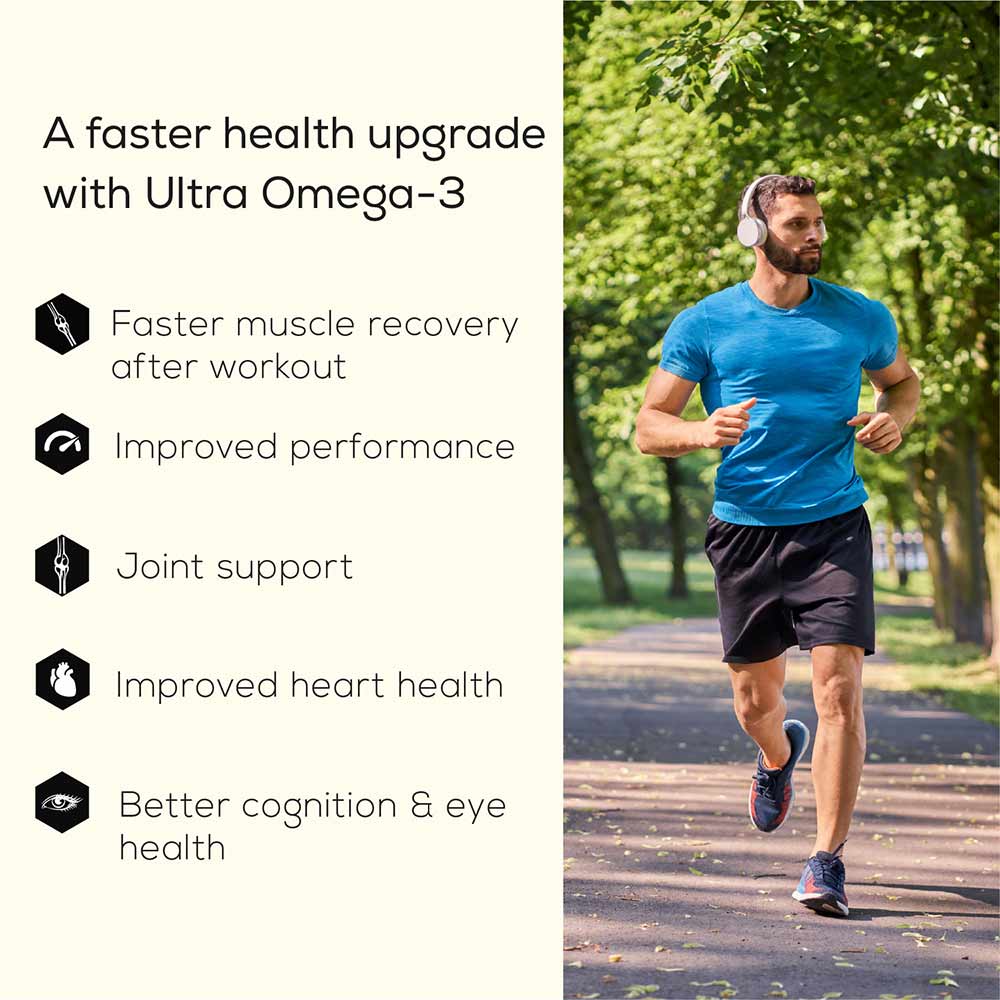 A faster health upgrade
with Ultra Omega-3
Faster muscle recovery
after workout
Improved performance
Joint support
Improved heart health
Better cognition & eye
health